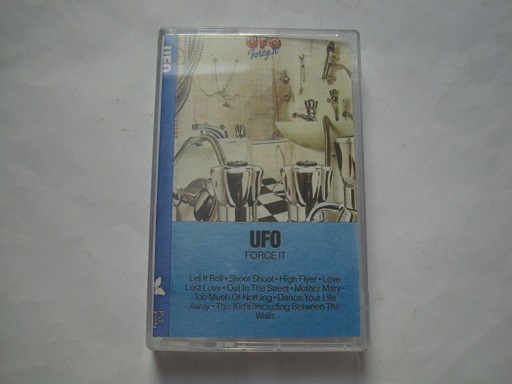 UFO
Force It
UFO
UFO
FORCE IT
Let It Roll • Shoot Shoot • High Flyer • Love
Lost Love • Out In The Street • Mother Mary •
Too Much Of Nothing • Dance Your Life
Away • This Kid's/Including Between The
Walls